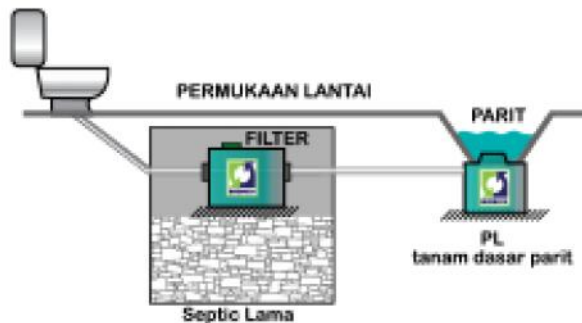 PERMUKAAN LANTAI
PARIT
FILTER
PL
tanam dasar parit
Septic Lama